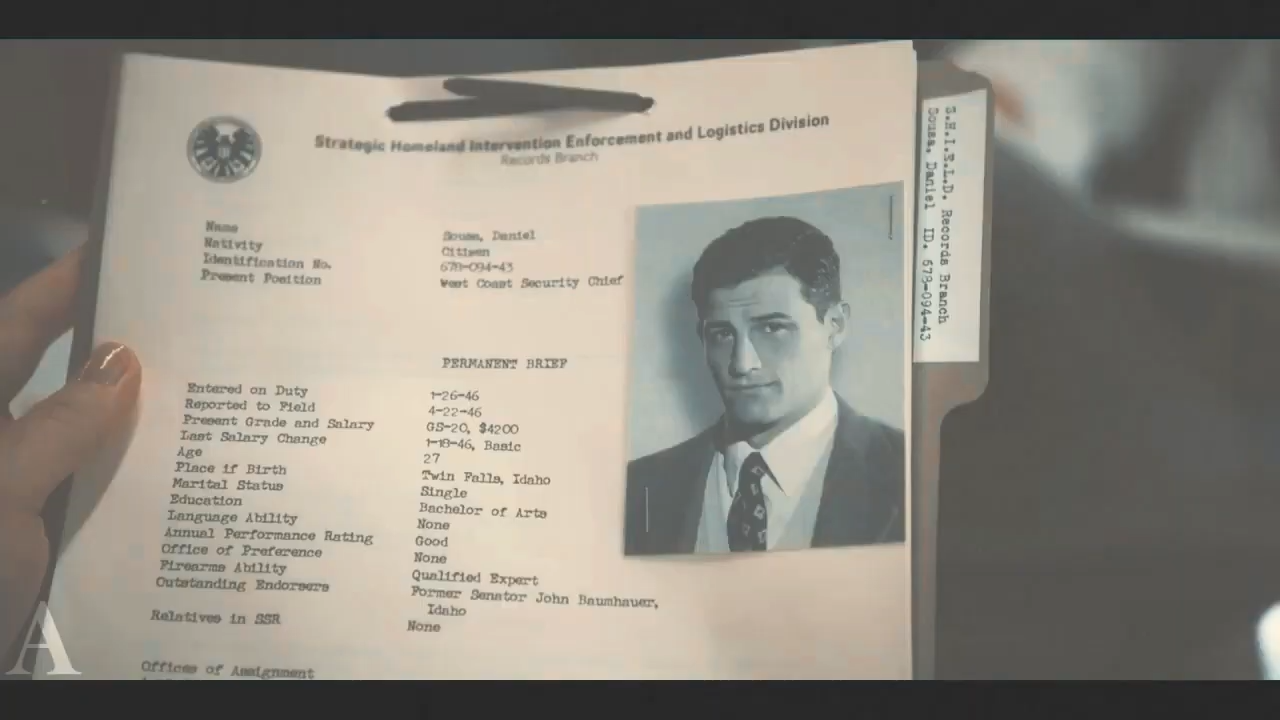 Strategic Homeland Intervention Enforcement and Logistics Division
Records Branch
S.H.I.E.L.D. Records Branch
Sousa, Daniel ID. 678-094-43
Name Sousa, Daniel
Nativity Citizen
Identification No. 678-094-43
Present Position West Coast Security Chief
PERMANENT BRIEF
Entered on Duty 1-26-46
Reported to Field 4-22-46
Present Grade and Salary GS-20, $4200
Last Salary Change 1-18-46, Basic
Age 27
Place if Birth Twin Falls, Idaho
Marital Status Single
Education Bachelor of Arts
Language Ability None
Annual Performance Rating Good
Office of Preference None
Firearms Ability Qualified Expert
Outstanding Endorsers Former Senator John Baumhauer,
Idaho
Relatives in SSR None
Offices of Assignment
A